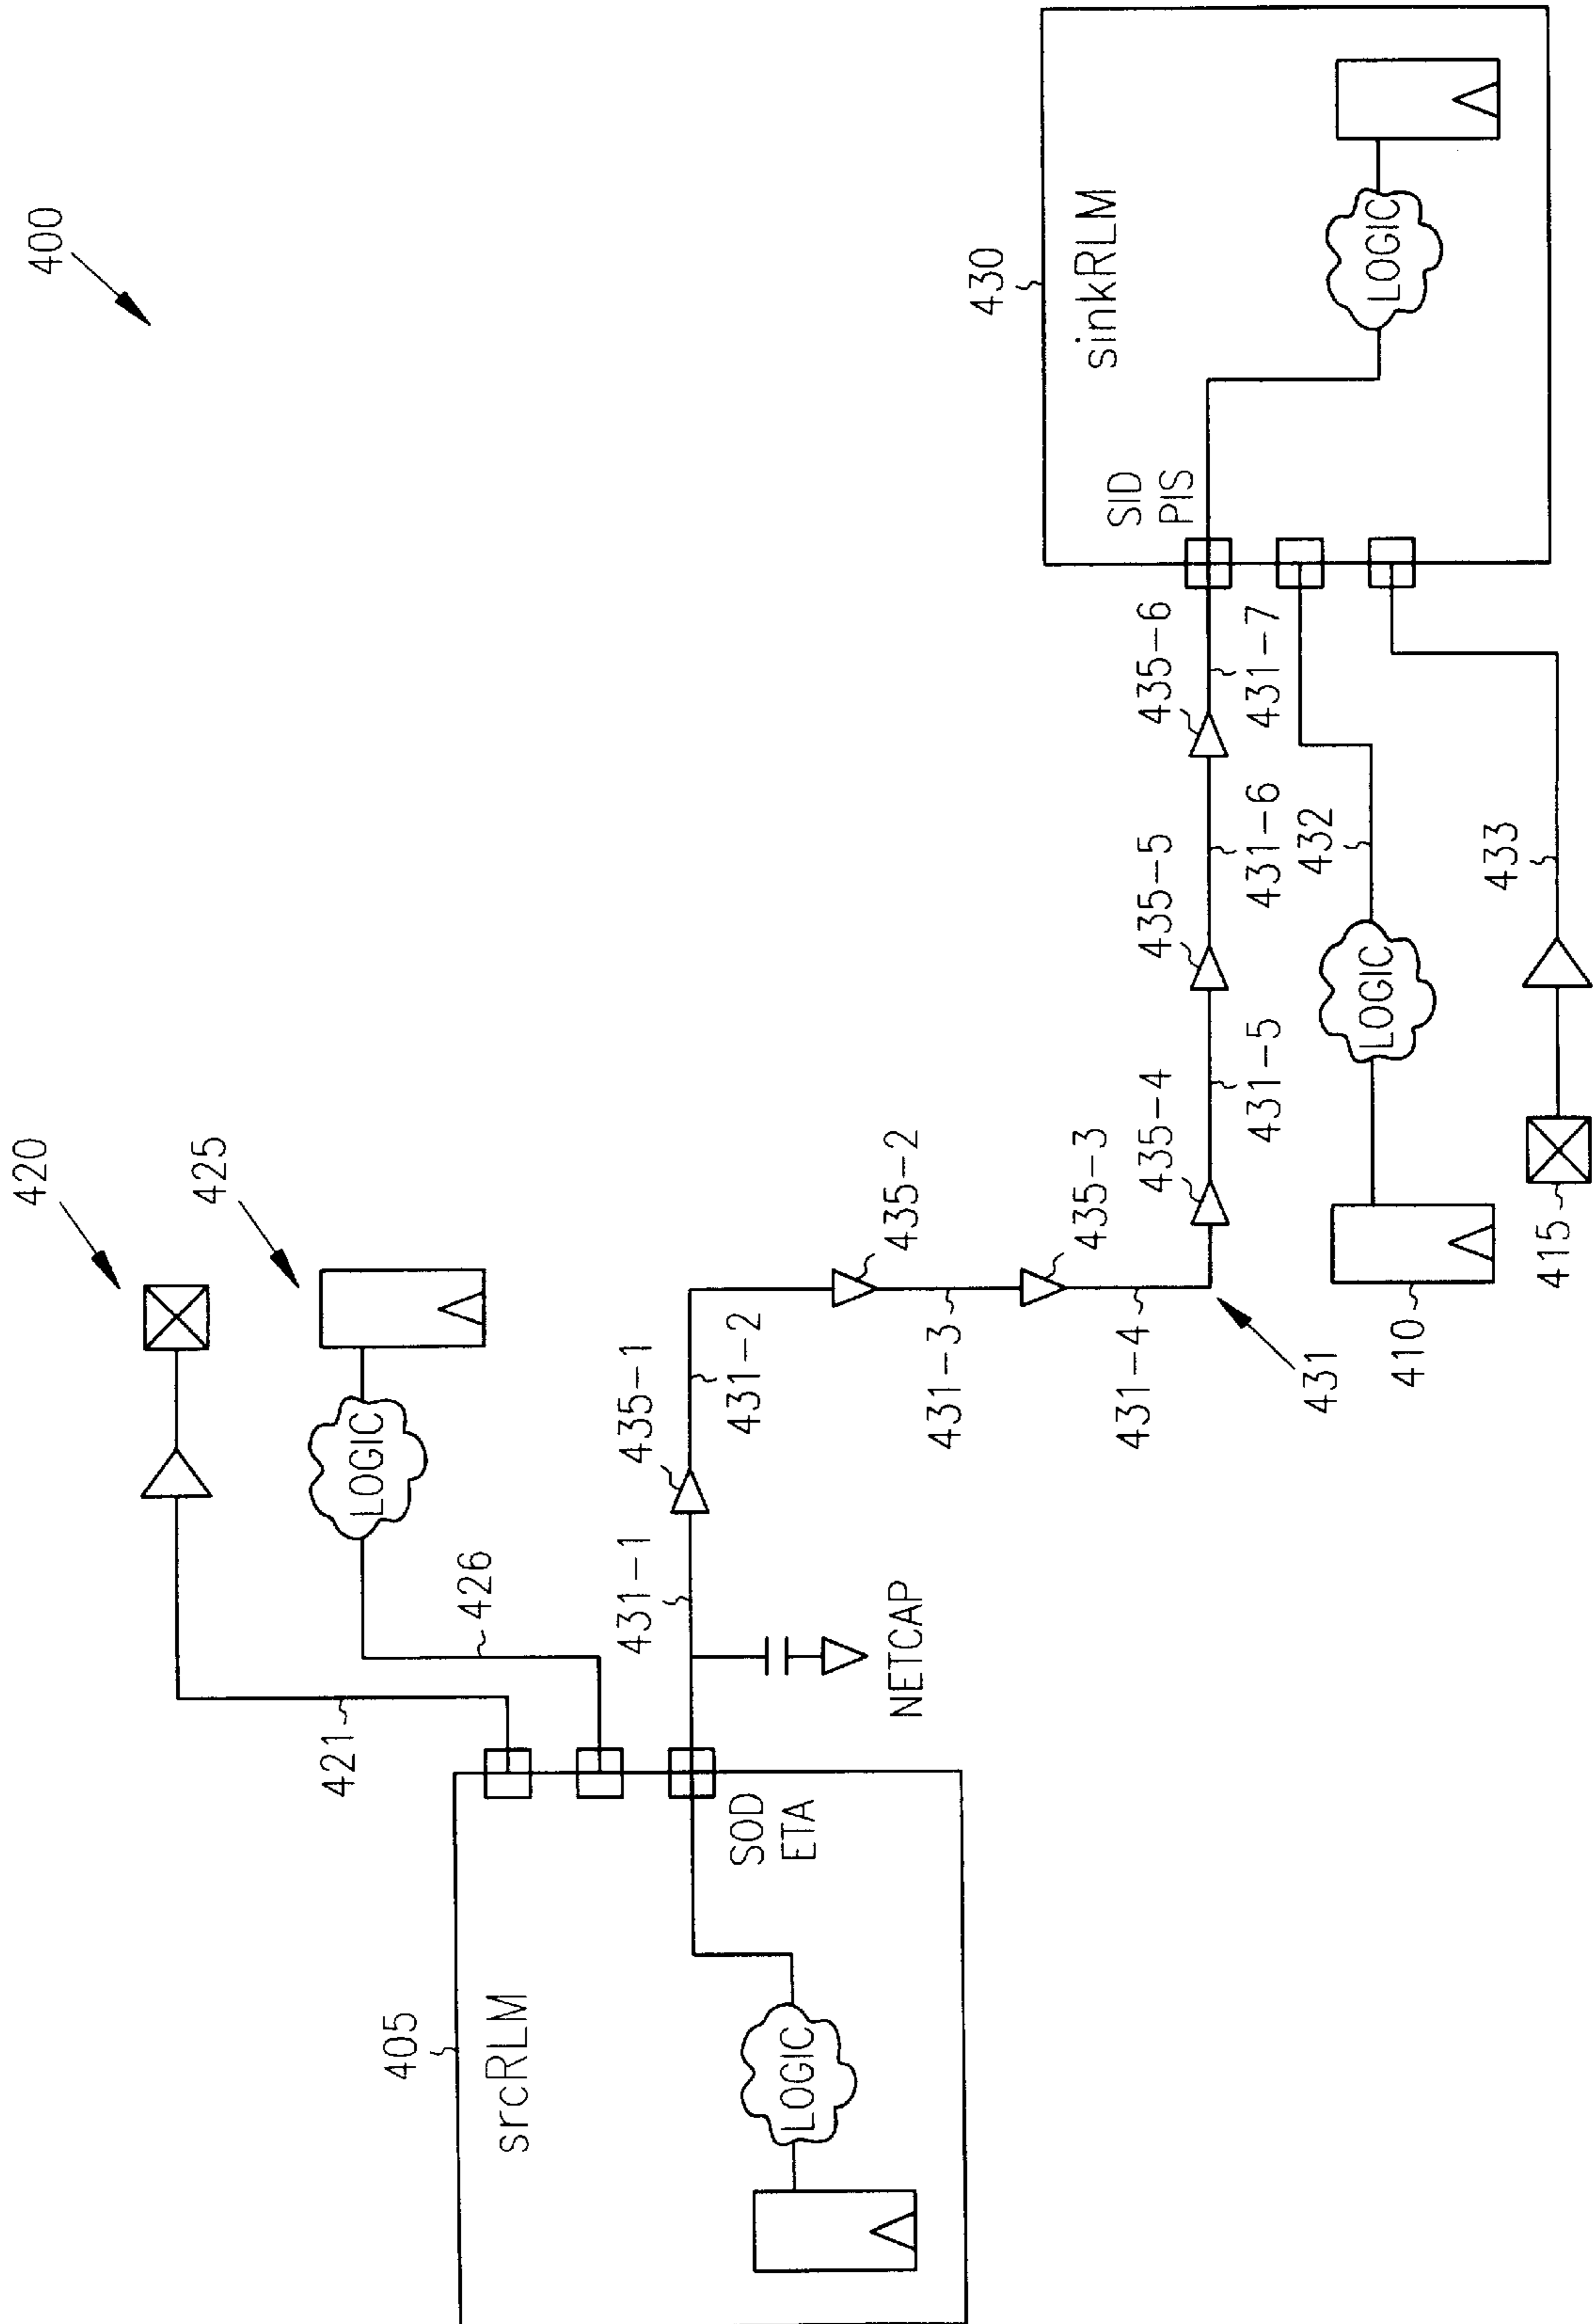 400
420
425
421
426
405
srcRLM
LOGIC
LOGIC
SOD
ETA
NETCAP
431-1
435-1
431-2
435-2
431-3
435-3
431-4
431
435-4
431-5
435-5
431-6
435-6
431-7
430
sinkRLM
SID
PIS
LOGIC
432
LOGIC
410
433
415